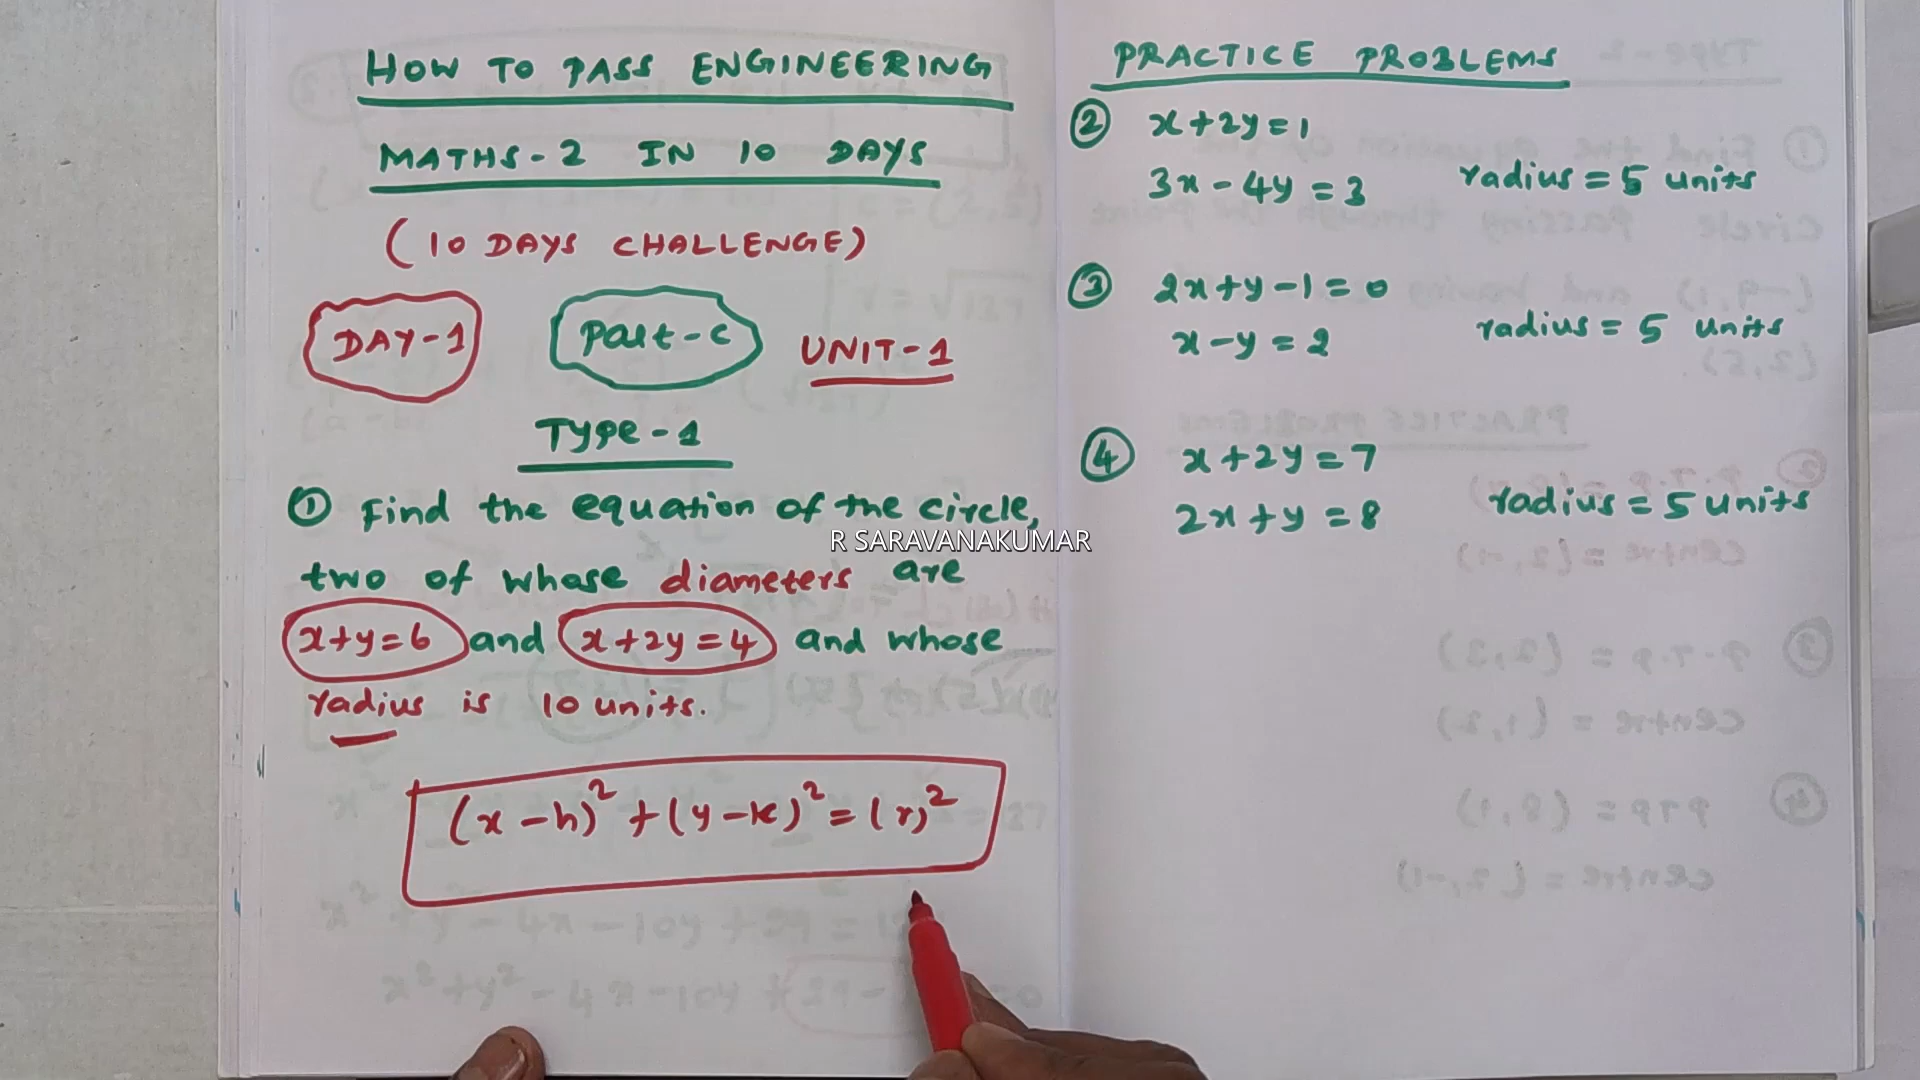 HOW TO PASS ENGINEERING
MATHS-2 IN 10 DAYS
(10 DAYS CHALLENGE)
DAY-1 Part-C UNIT-1
TYPE-1
① Find the equation of the circle,
two of whose diameters are
x+y=6 and x+2y=4 and whose
radius is 10 units.
(x-h)²+(y-k)²=(r)²
PRACTICE PROBLEMS
② x+2y=1
3x-4y=3 radius=5 units
③ 2x+y-1=0
x-y=2 radius=5 units
④ x+2y=7
2x+y=8 radius=5 units
R SARAVANAKUMAR